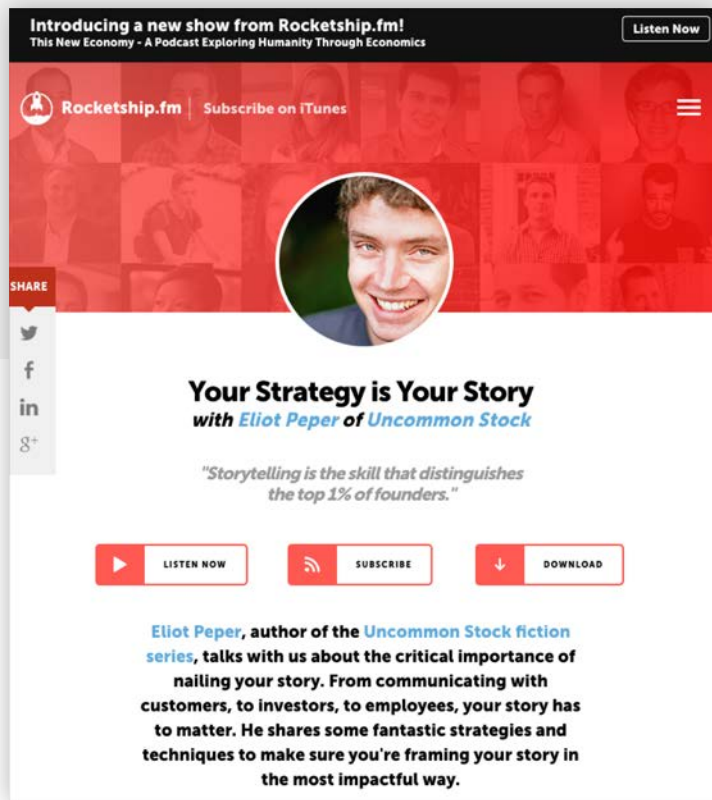 Introducing a new show from Rocketship.fm!
This New Economy - A Podcast Exploring Humanity Through Economics
Listen Now
Rocketship.fm
Subscribe on iTunes
SHARE
Your Strategy is Your Story
with Eliot Peper of Uncommon Stock
"Storytelling is the skill that distinguishes
the top 1% of founders."
LISTEN NOW
SUBSCRIBE
DOWNLOAD
Eliot Peper, author of the Uncommon Stock fiction
series, talks with us about the critical importance of
nailing your story. From communicating with
customers, to investors, to employees, your story has
to matter. He shares some fantastic strategies and
techniques to make sure you're framing your story in
the most impactful way.